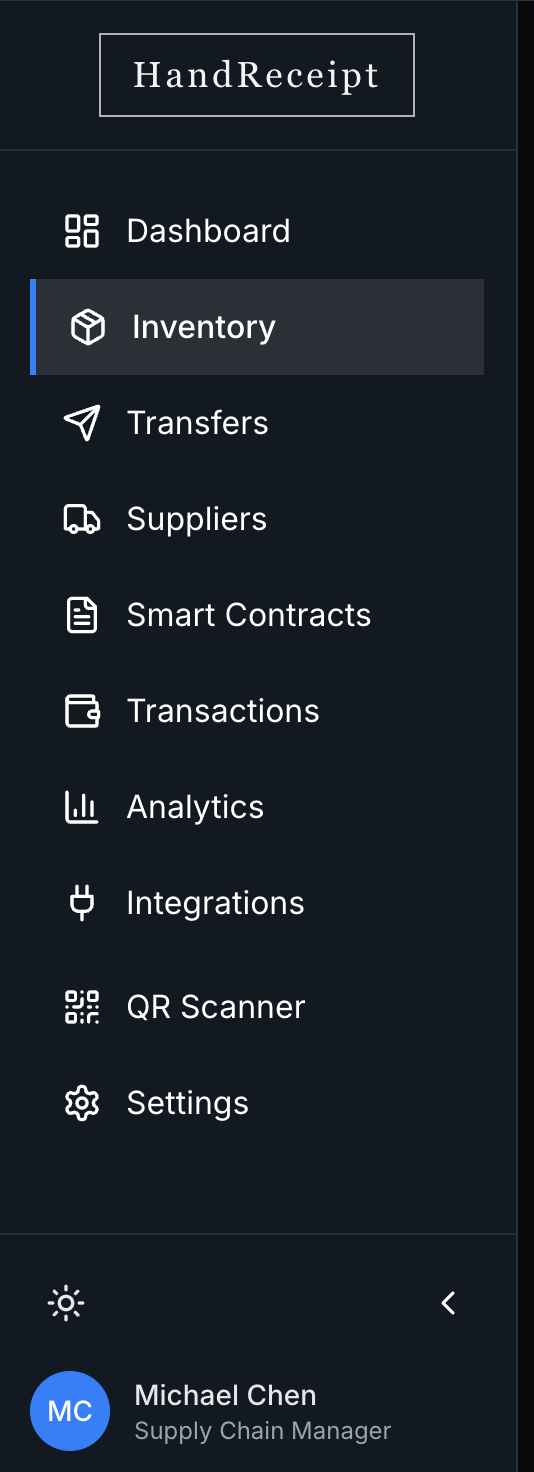 HandReceipt
Dashboard
Inventory
Transfers
Suppliers
Smart Contracts
Transactions
Analytics
Integrations
QR Scanner
Settings
MC
Michael Chen
Supply Chain Manager